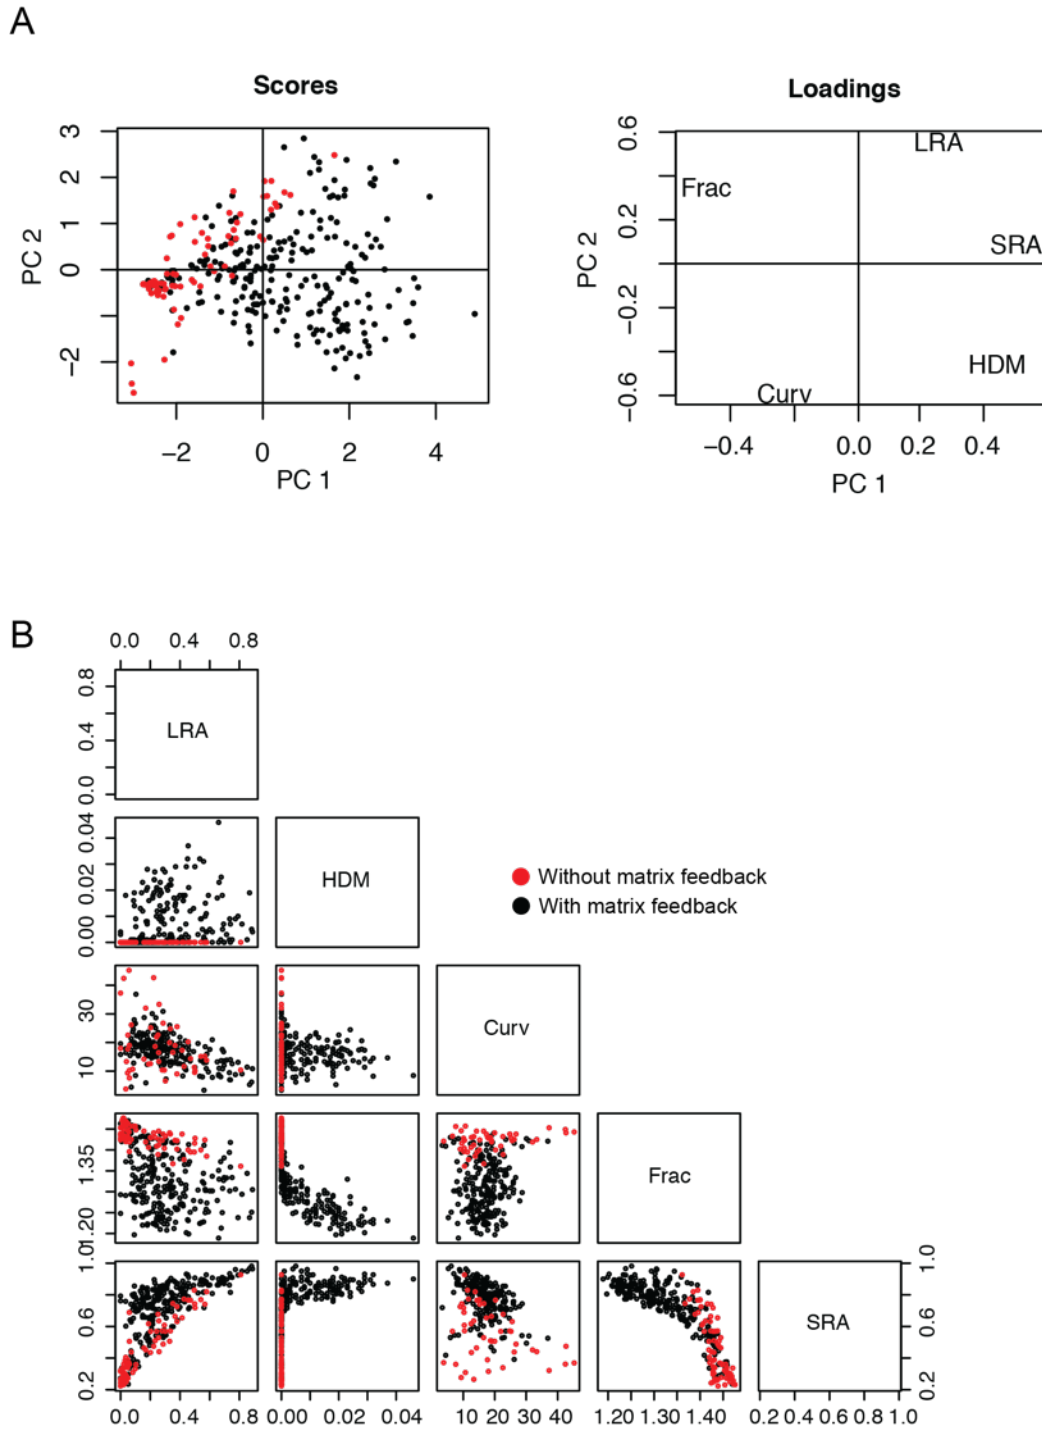 A
Scores
Loadings
3
2
1
0
−2
PC 2
−2 0 2 4
PC 1
0.6
0.2
−0.2
−0.6
PC 2
LRA
Frac
SRA
HDM
Curv
−0.4 0.0 0.2 0.4
PC 1
B
0.0 0.4 0.8
0.8
0.4
0.0
LRA
0.04
0.02
0.00
HDM
Without matrix feedback
With matrix feedback
30
10
Curv
1.35
1.20
Frac
1.0
0.6
0.2
SRA
1.0
0.6
0.2
0.0 0.4 0.8
0.00 0.02 0.04
10 20 30 40
1.20 1.30 1.40
0.2 0.4 0.6 0.8 1.0